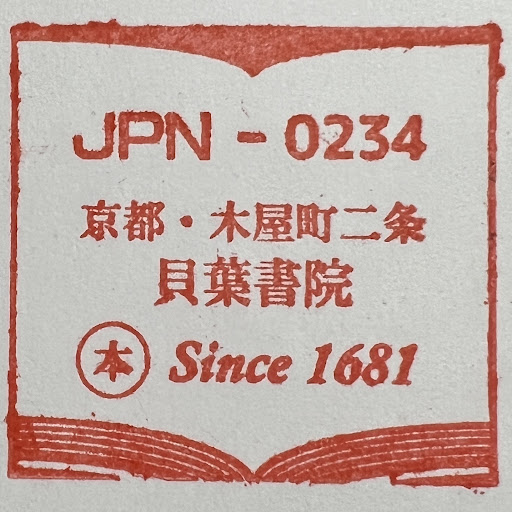 JPN - 0234
京都・木屋町二条
貝葉書院
本 Since 1681